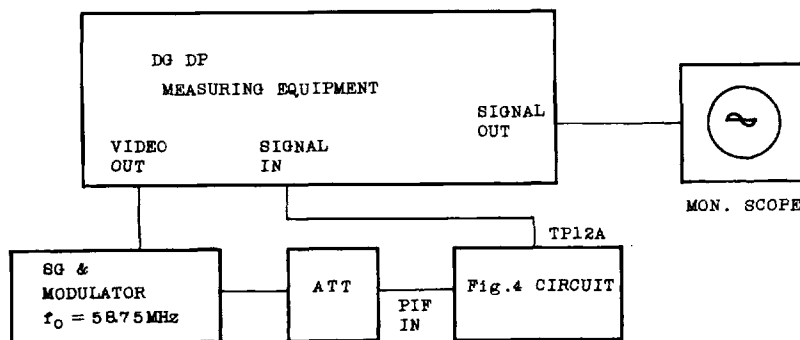 DG DP
MEASURING EQUIPMENT
SIGNAL
OUT
VIDEO
OUT
SIGNAL
IN
MON. SCOPE
TP12A
SG &
MODULATOR
f₀ = 58.75MHz
ATT
PIF
IN
Fig.4 CIRCUIT